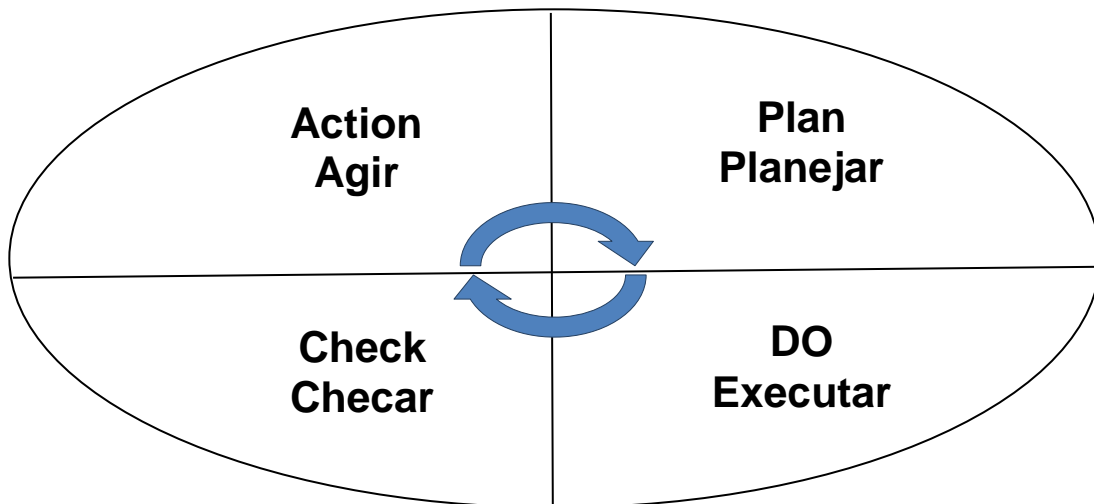 Action
Agir
Plan
Planejar
Check
Checar
DO
Executar